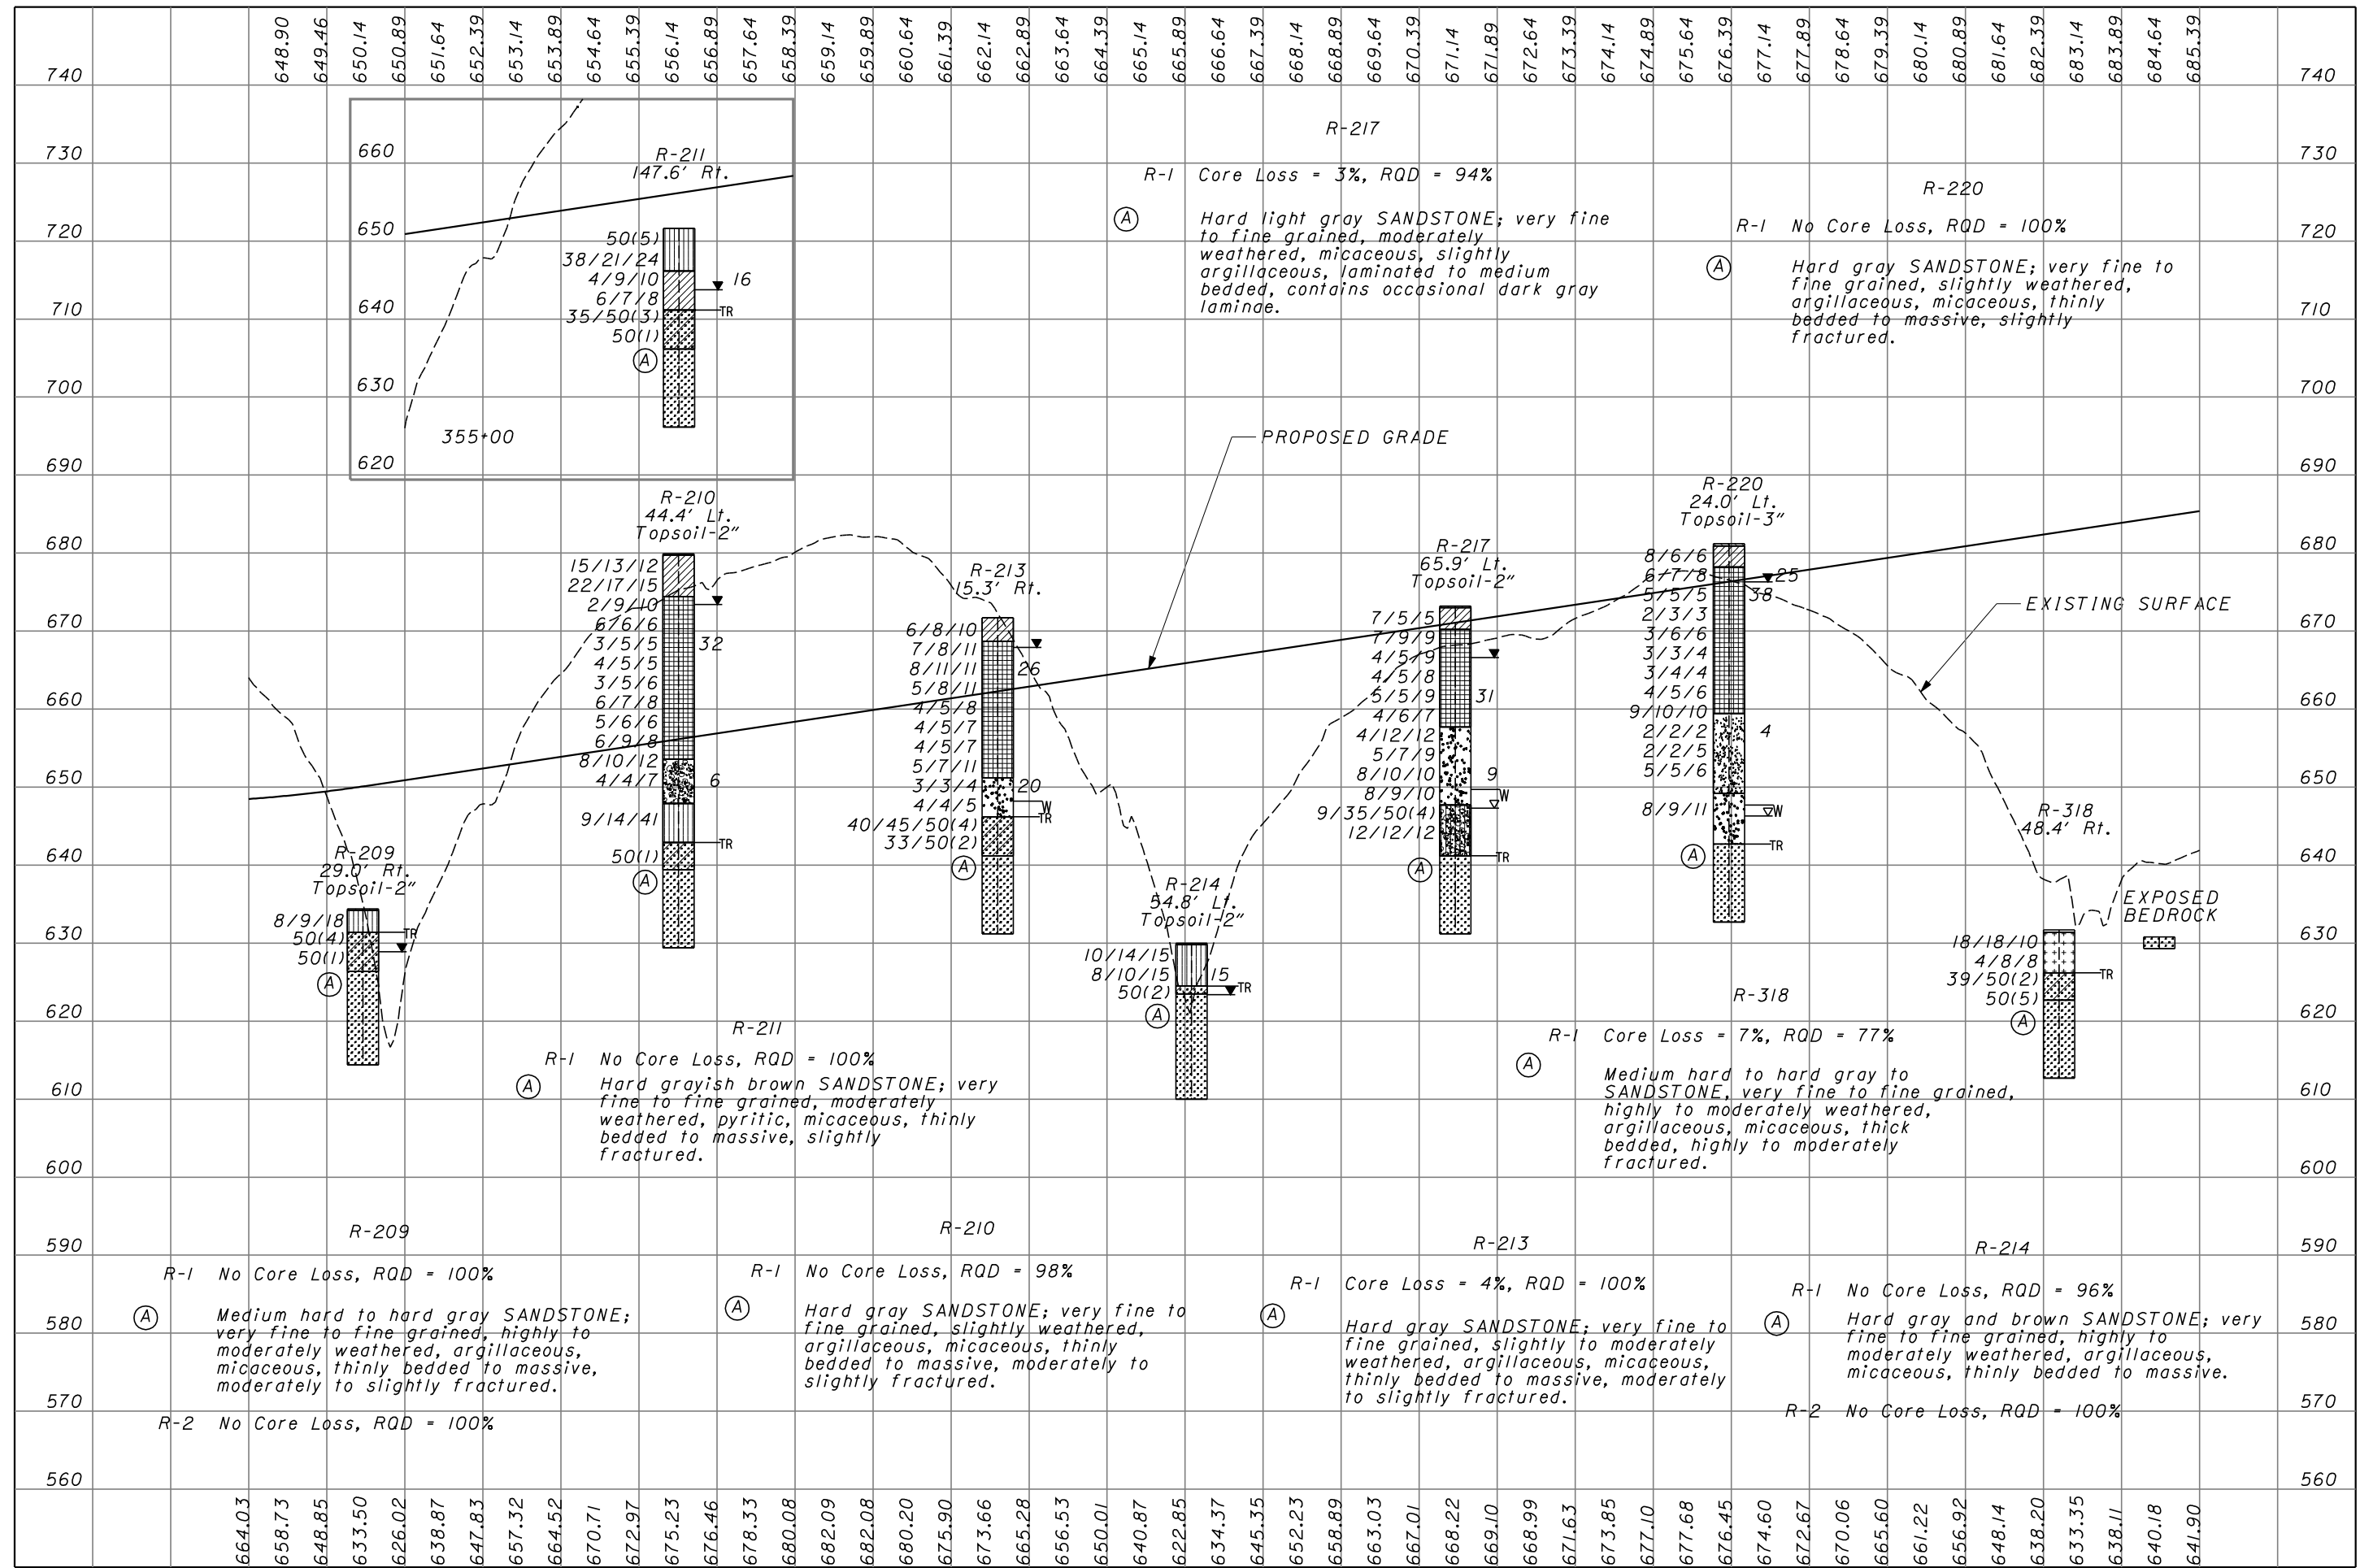 648.90 649.46 650.14 650.89 651.64 652.39 653.14 653.89 654.64 655.39 656.14 656.89 657.64 658.39 659.14 659.89 660.64 661.39 662.14 662.89 663.64 664.39 665.14 665.89 666.64 667.39 668.14 668.89 669.64 670.39 671.14 671.89 672.64 673.39 674.14 674.89 675.64 676.39 677.14 677.89 678.64 679.39 680.14 680.89 681.64 682.39 683.14 683.89 684.64 685.39
740 740
730 730
720 720
710 710
700 700
690 690
680 680
670 670
660 660
650 650
640 640
630 630
620 620
610 610
600 600
590 590
580 580
570 570
560 560
660
650
640
630
620
355+00
R-211
147.6' Rt.
50(5)
38/21/24
4/9/10
6/7/8
35/50(3)
50(1)
16
TR
A
R-217
R-1 Core Loss = 3%, RQD = 94%
A
Hard light gray SANDSTONE; very fine
to fine grained, moderately
weathered, micaceous, slightly
argillaceous, laminated to medium
bedded, contains occasional dark gray
laminae.
R-220
R-1 No Core Loss, RQD = 100%
A
Hard gray SANDSTONE; very fine to
fine grained, slightly weathered,
argillaceous, micaceous, thinly
bedded to massive, slightly
fractured.
PROPOSED GRADE
EXISTING SURFACE
R-209
29.0' Rt.
Topsoil-2"
8/9/18
50(4)
50(1)
TR
A
R-210
44.4' Lt.
Topsoil-2"
15/13/12
22/17/15
2/9/10
6/6/6
3/5/5
4/5/5
3/5/6
6/7/8
5/6/6
6/9/8
8/10/12
4/4/7
9/14/41
50(1)
32
6
TR
A
R-213
15.3' Rt.
6/8/10
7/8/11
8/11/11
5/8/11
4/5/8
4/5/7
4/5/7
5/7/11
3/3/4
4/4/5
40/45/50(4)
33/50(2)
26
20
W
TR
A
R-214
54.8' Lt.
Topsoil-2"
10/14/15
8/10/15
50(2)
15
TR
A
R-217
65.9' Lt.
Topsoil-2"
7/5/5
7/9/9
4/5/9
4/5/8
5/5/9
4/6/7
4/12/12
5/7/9
8/10/10
8/9/10
9/35/50(4)
12/12/12
31
9
W
TR
A
R-220
24.0' Lt.
Topsoil-3"
8/6/6
6/7/8
5/5/5
2/3/3
3/6/6
3/3/4
3/4/4
4/5/6
9/10/10
2/2/2
2/2/5
5/5/6
8/9/11
25
38
4
W
TR
A
R-318
48.4' Rt.
18/18/10
4/8/8
39/50(2)
50(5)
TR
A
EXPOSED
BEDROCK
R-211
R-1 No Core Loss, RQD = 100%
A
Hard grayish brown SANDSTONE; very
fine to fine grained, moderately
weathered, pyritic, micaceous, thinly
bedded to massive, slightly
fractured.
R-318
R-1 Core Loss = 7%, RQD = 77%
A
Medium hard to hard gray to
SANDSTONE, very fine to fine grained,
highly to moderately weathered,
argillaceous, micaceous, thick
bedded, highly to moderately
fractured.
R-209
R-1 No Core Loss, RQD = 100%
A
Medium hard to hard gray SANDSTONE;
very fine to fine grained, highly to
moderately weathered, argillaceous,
micaceous, thinly bedded to massive,
moderately to slightly fractured.
R-2 No Core Loss, RQD = 100%
R-210
R-1 No Core Loss, RQD = 98%
A
Hard gray SANDSTONE; very fine to
fine grained, slightly weathered,
argillaceous, micaceous, thinly
bedded to massive, moderately to
slightly fractured.
R-213
R-1 Core Loss = 4%, RQD = 100%
A
Hard gray SANDSTONE; very fine to
fine grained, slightly to moderately
weathered, argillaceous, micaceous,
thinly bedded to massive, moderately
to slightly fractured.
R-214
R-1 No Core Loss, RQD = 96%
A
Hard gray and brown SANDSTONE; very
fine to fine grained, highly to
moderately weathered, argillaceous,
micaceous, thinly bedded to massive.
R-2 No Core Loss, RQD = 100%
664.03 658.73 648.85 633.50 626.02 638.87 647.83 657.32 664.52 670.71 672.97 675.23 676.46 678.33 680.08 682.09 682.08 680.20 675.90 673.66 665.28 656.53 650.01 640.87 622.85 634.37 645.35 652.23 658.89 663.03 667.01 668.22 669.10 668.99 671.63 673.85 677.10 677.68 676.45 674.60 672.67 670.06 665.60 661.22 656.92 648.14 638.20 633.35 638.11 640.18 641.90